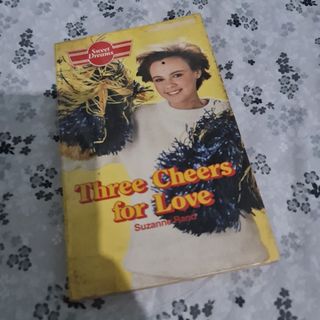 Sweet
Dreams
Three Cheers
for Love
Suzanne Rand